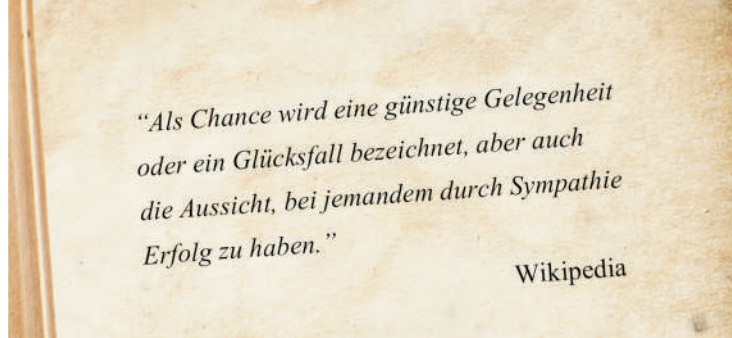 “Als Chance wird eine günstige Gelegenheit
oder ein Glücksfall bezeichnet, aber auch
die Aussicht, bei jemandem durch Sympathie
Erfolg zu haben.”
Wikipedia